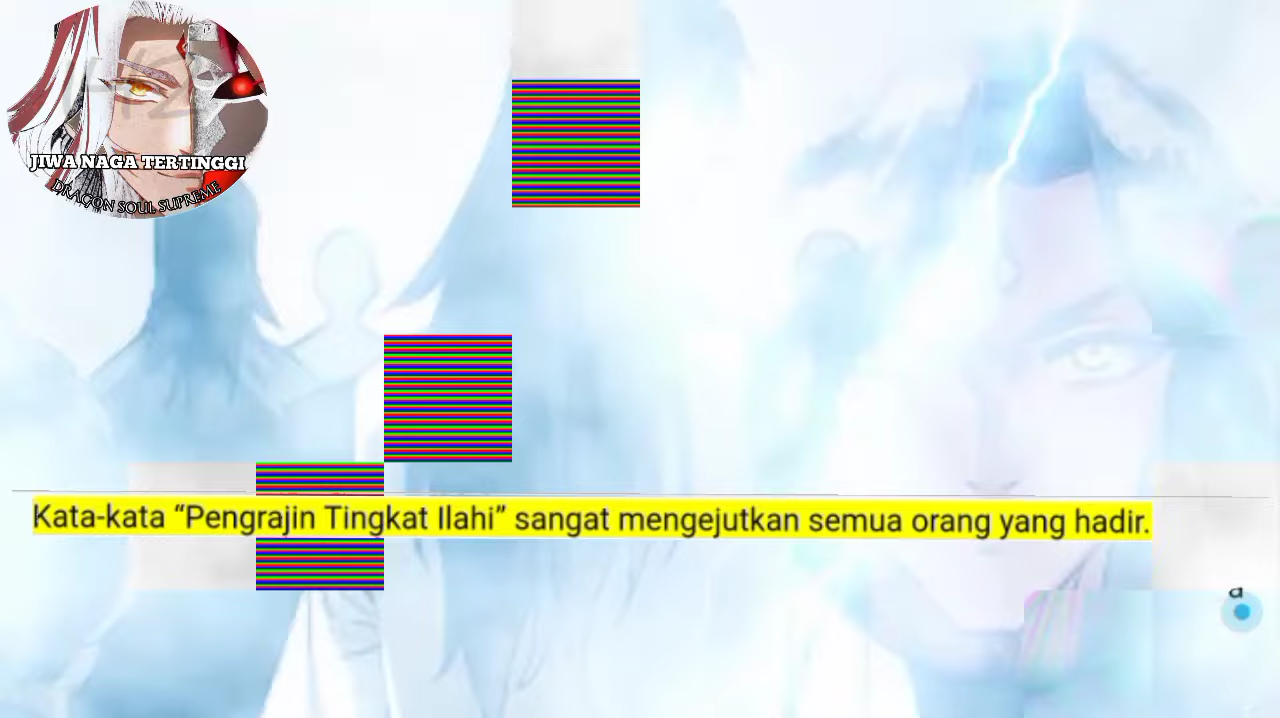 JIWA NAGA TERTINGGI
DRAGON SOUL SUPREME
Kata-kata “Pengrajin Tingkat Ilahi” sangat mengejutkan semua orang yang hadir.
a